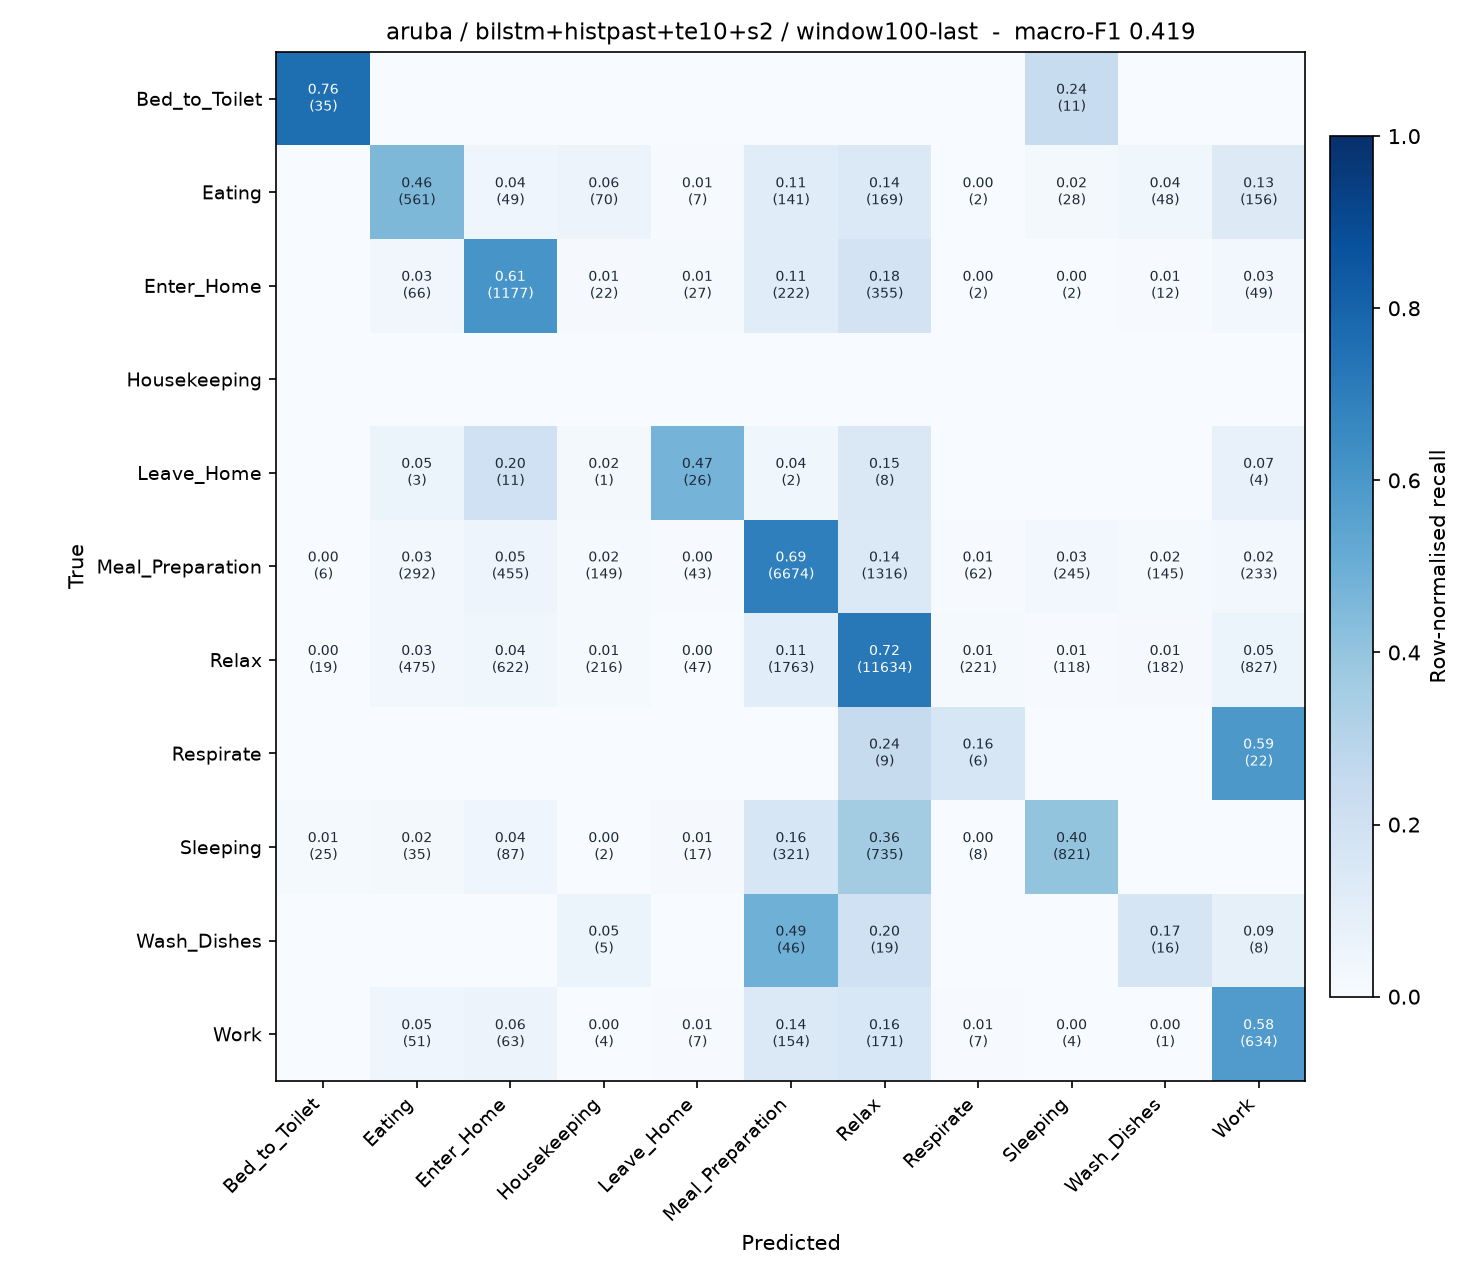 aruba / bilstm+histpast+te10+s2 / window100-last  -  macro-F1 0.419
True
Bed_to_Toilet
0.76 0.24
(35) (11)
Eating
0.46 0.04 0.06 0.01 0.11 0.14 0.00 0.02 0.04 0.13
(561) (49) (70) (7) (141) (169) (2) (28) (48) (156)
Enter_Home
0.03 0.61 0.01 0.01 0.11 0.18 0.00 0.00 0.01 0.03
(66) (1177) (22) (27) (222) (355) (2) (2) (12) (49)
Housekeeping
Leave_Home
0.05 0.20 0.02 0.47 0.04 0.15 0.07
(3) (11) (1) (26) (2) (8) (4)
Meal_Preparation
0.00 0.03 0.05 0.02 0.00 0.69 0.14 0.01 0.03 0.02 0.02
(6) (292) (455) (149) (43) (6674) (1316) (62) (245) (145) (233)
Relax
0.00 0.03 0.04 0.01 0.00 0.11 0.72 0.01 0.01 0.01 0.05
(19) (475) (622) (216) (47) (1763) (11634) (221) (118) (182) (827)
Respirate
0.24 0.16 0.59
(9) (6) (22)
Sleeping
0.01 0.02 0.04 0.00 0.01 0.16 0.36 0.00 0.40
(25) (35) (87) (2) (17) (321) (735) (8) (821)
Wash_Dishes
0.05 0.49 0.20 0.17 0.09
(5) (46) (19) (16) (8)
Work
0.05 0.06 0.00 0.01 0.14 0.16 0.01 0.00 0.00 0.58
(51) (63) (4) (7) (154) (171) (7) (4) (1) (634)
Bed_to_Toilet
Eating
Enter_Home
Housekeeping
Leave_Home
Meal_Preparation
Relax
Respirate
Sleeping
Wash_Dishes
Work
Predicted
1.0
0.8
0.6
0.4
0.2
0.0
Row-normalised recall